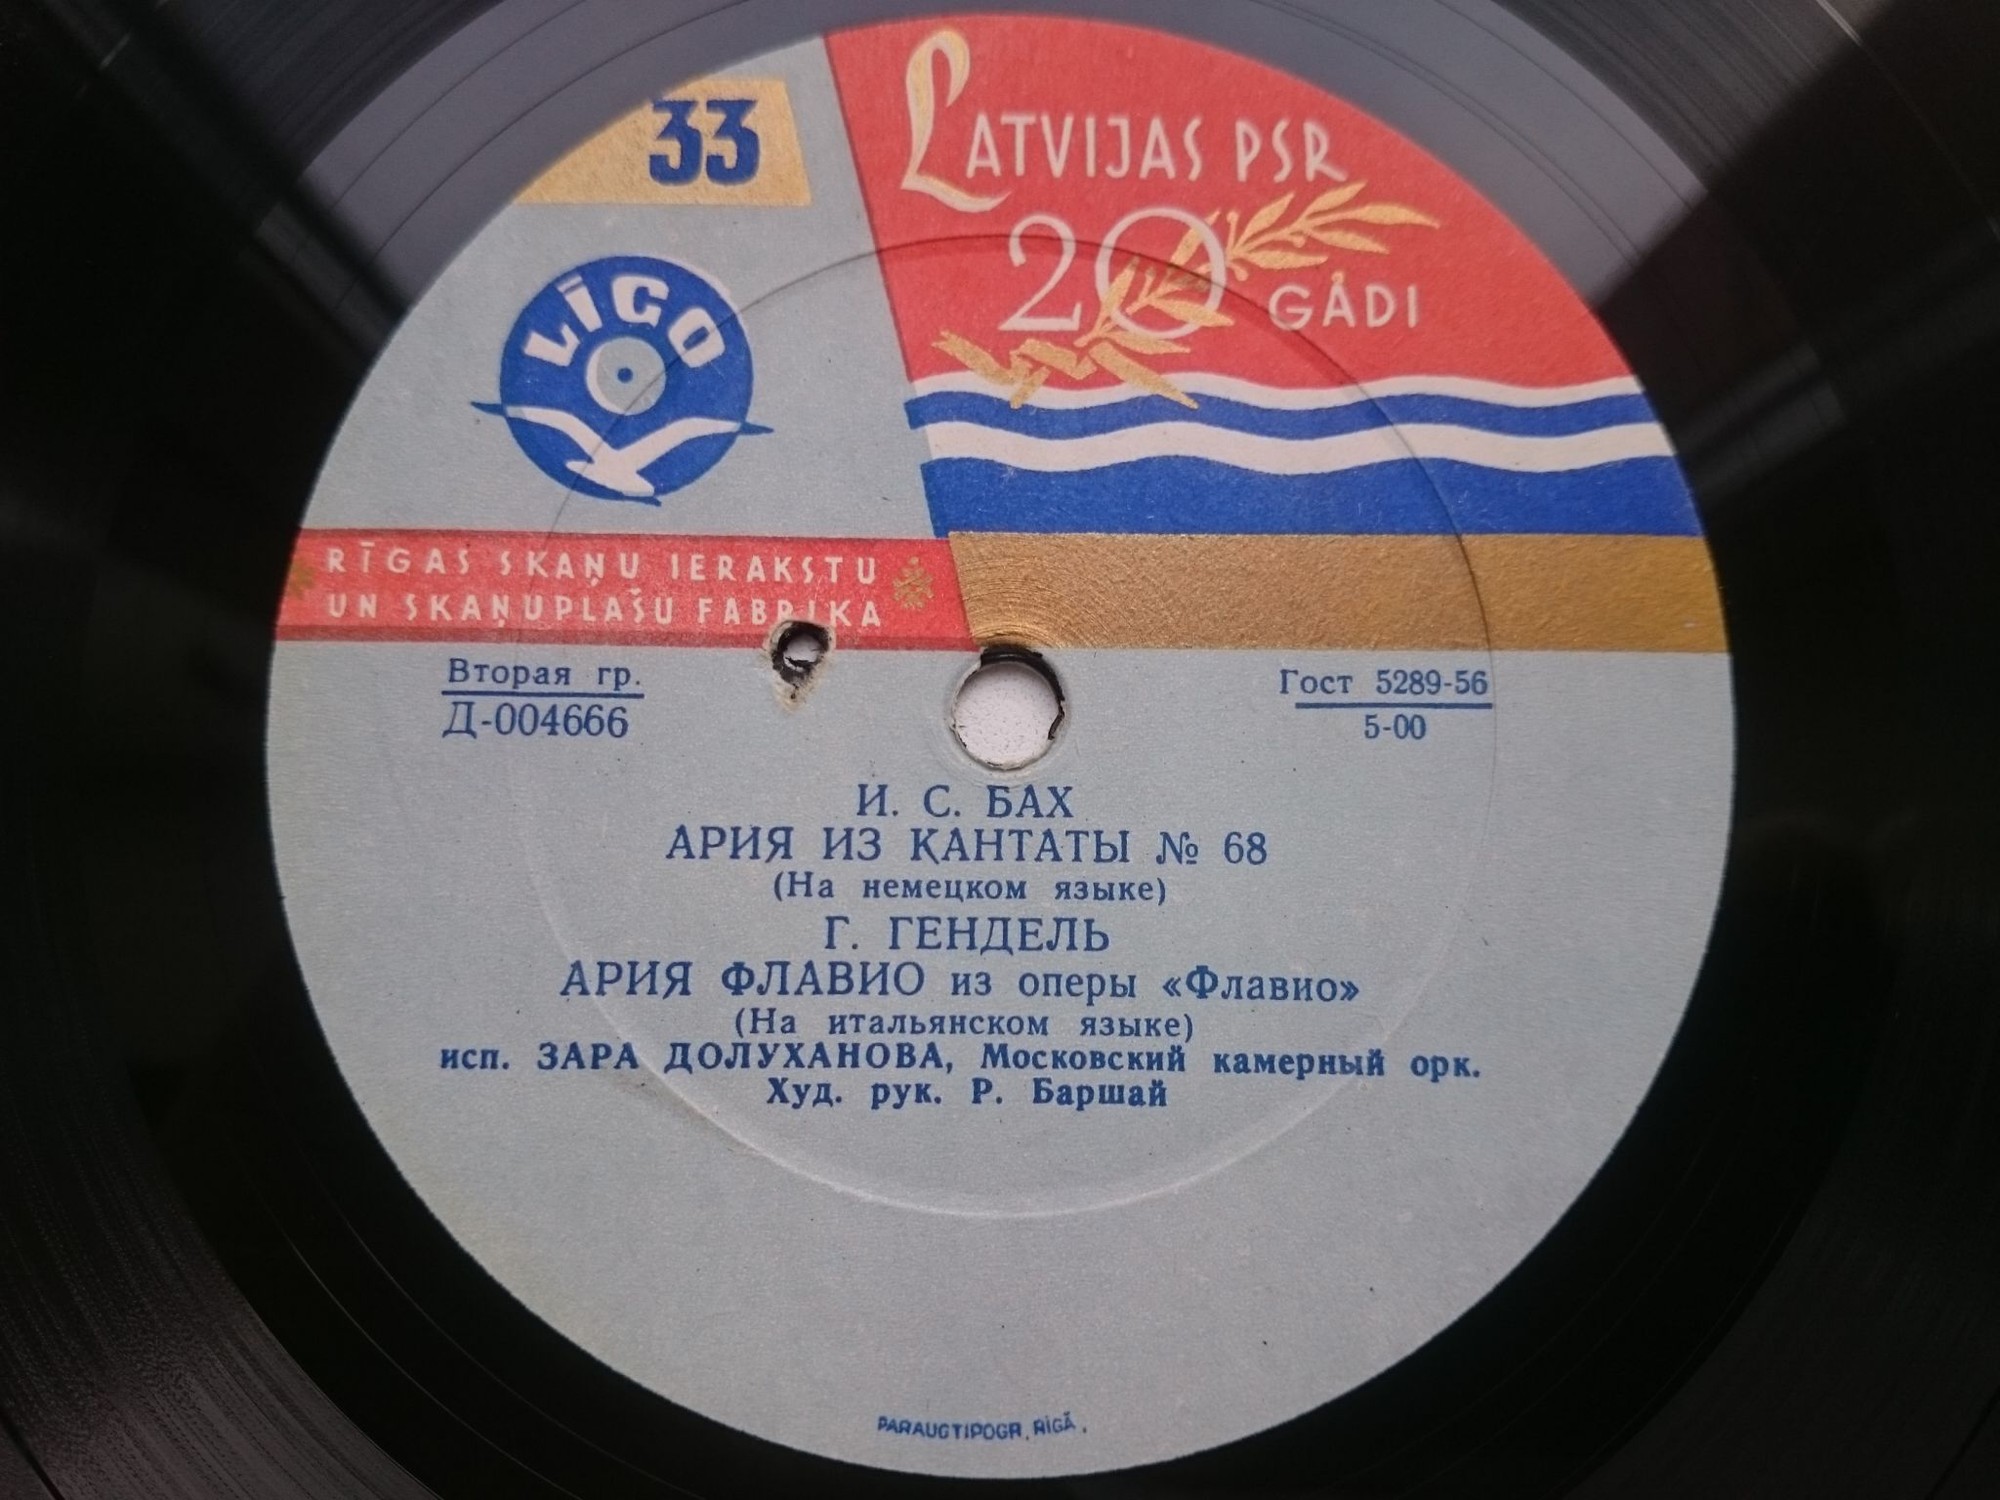 33
LATVIJAS PSR
20 GADI
LĪGO
RĪGAS SKAŅU IERAKSTU
UN SKAŅUPLAŠU FABRIKA
Вторая гр.
Д-004666
Гост 5289-56
5-00
И. С. БАХ
АРИЯ ИЗ КАНТАТЫ № 68
(На немецком языке)
Г. ГЕНДЕЛЬ
АРИЯ ФЛАВИО из оперы «Флавио»
(На итальянском языке)
исп. ЗАРА ДОЛУХАНОВА, Московский камерный орк.
Худ. рук. Р. Баршай
PARAUGTIPOGR, RĪGĀ.